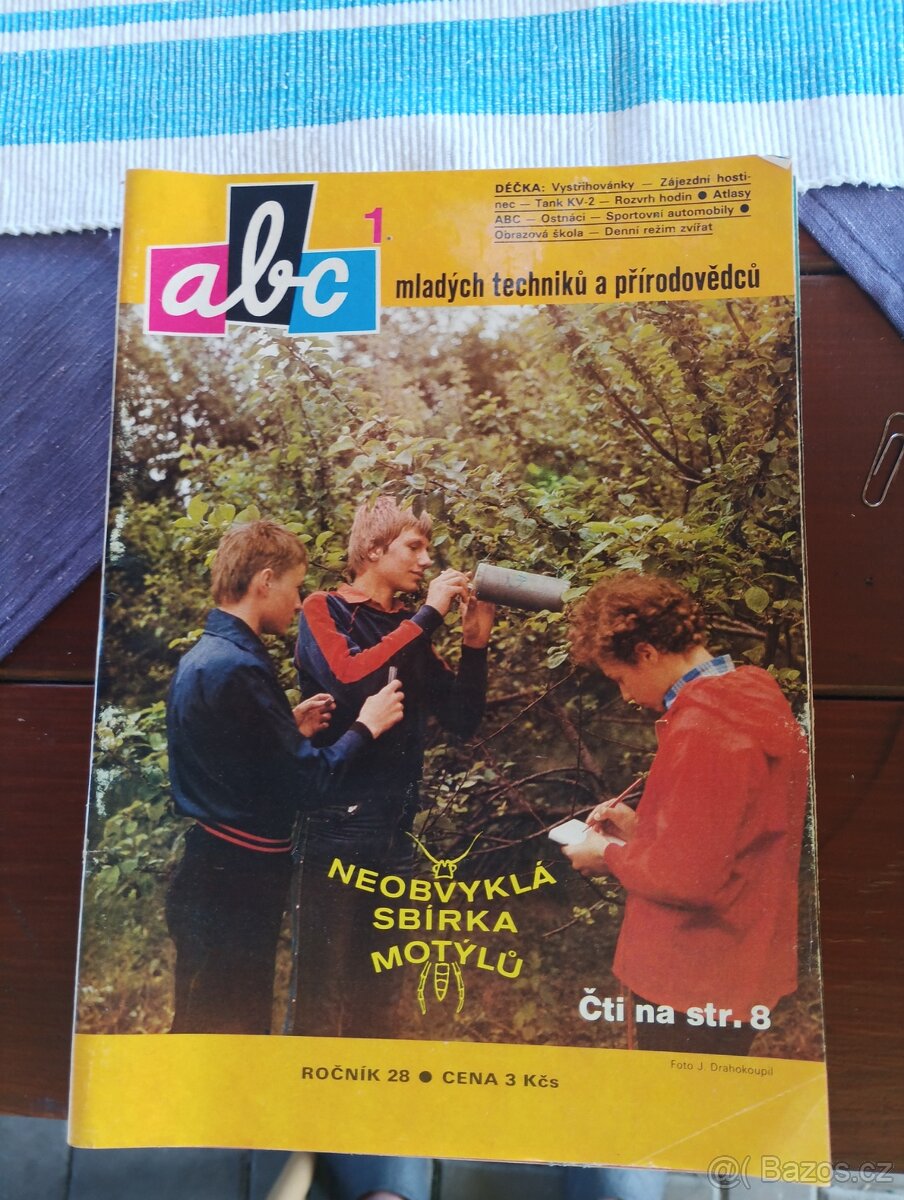 DÉČKA: Vystřihovánky — Zájezdní hosti-
nec — Tank KV-2 — Rozvrh hodin ● Atlasy
ABC — Ostnáči — Sportovní automobily ●
Obrazová škola — Denní režim zvířat
abc
1.
mladých techniků a přírodovědců
NEOBVYKLÁ
SBÍRKA
MOTÝLŮ
Čti na str. 8
Foto J. Drahokoupil
ROČNÍK 28 ● CENA 3 Kčs
@( Bazos.cz